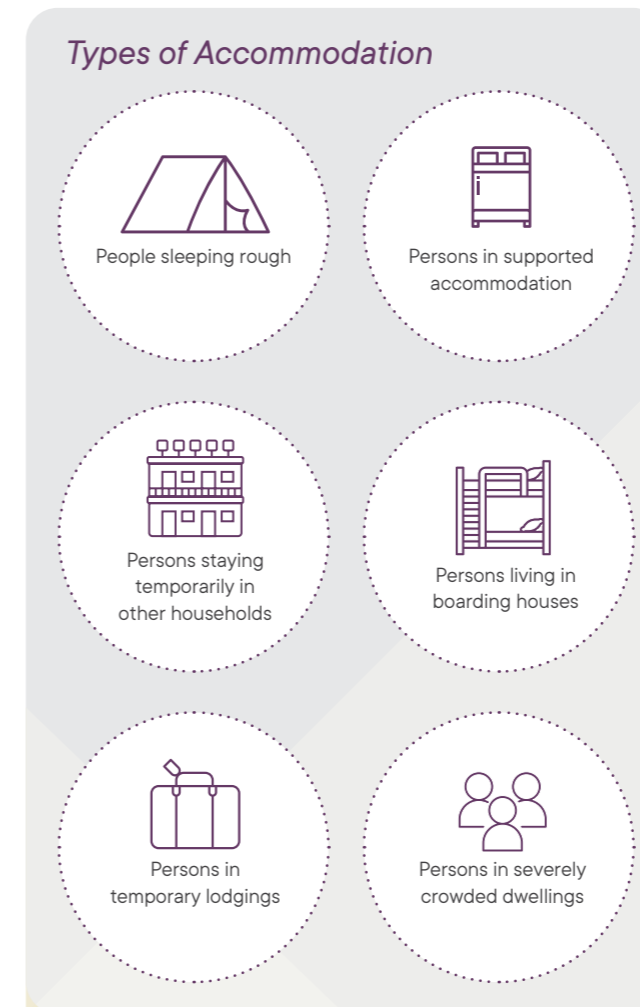 Types of Accommodation
People sleeping rough
Persons in supported
accommodation
Persons staying
temporarily in
other households
Persons living in
boarding houses
Persons in
temporary lodgings
Persons in severely
crowded dwellings